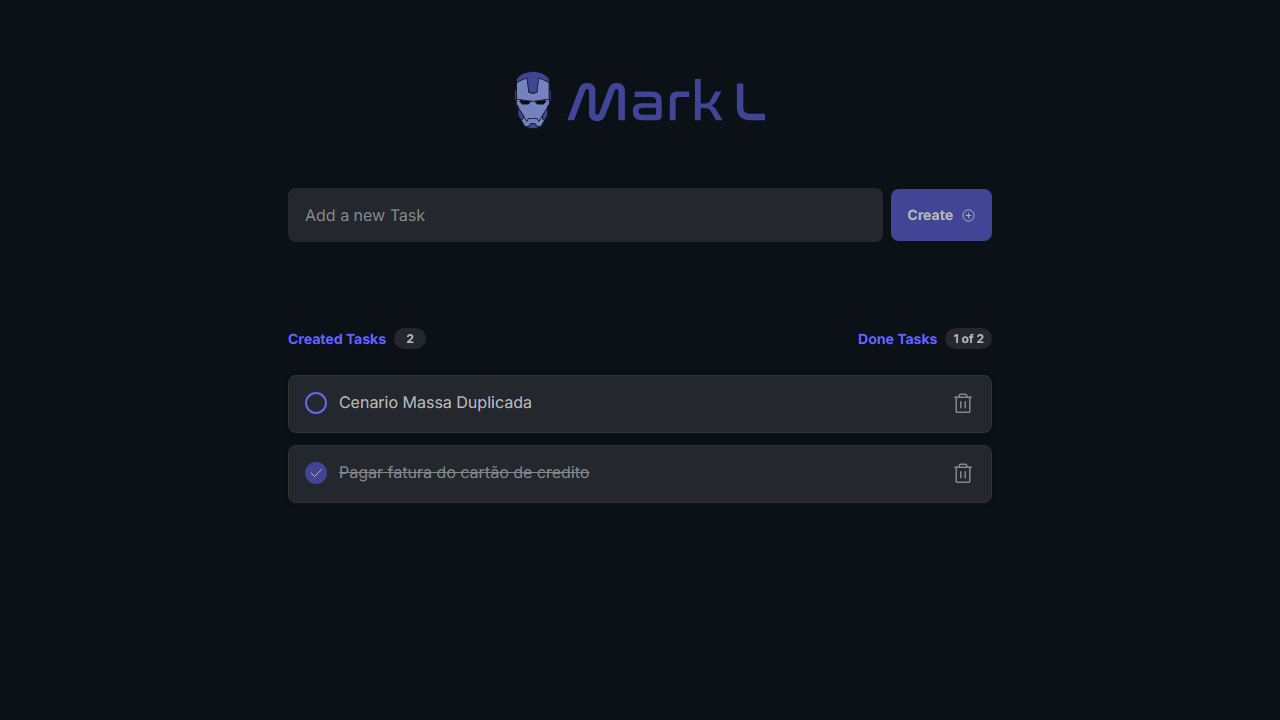 Mark L
Add a new Task
Create
Created Tasks 2
Done Tasks 1 of 2
Cenario Massa Duplicada
Pagar fatura do cartão de credito